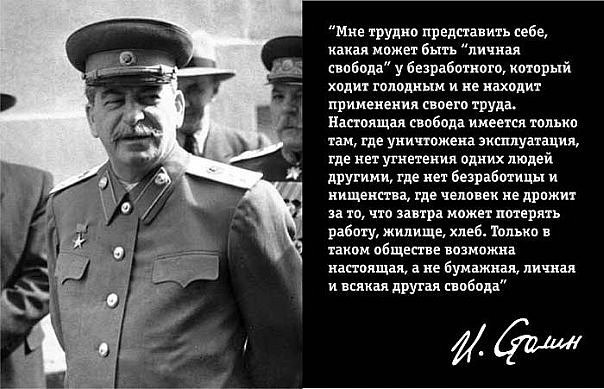 “Мне трудно представить себе,
какая может быть “личная
свобода” у безработного, который
ходит голодным и не находит
применения своего труда.
Настоящая свобода имеется только
там, где уничтожена эксплуатация,
где нет угнетения одних людей
другими, где нет безработицы и
нищенства, где человек не дрожит
за то, что завтра может потерять
работу, жилище, хлеб. Только в
таком обществе возможна
настоящая, а не бумажная, личная
и всякая другая свобода”
И. Сталин